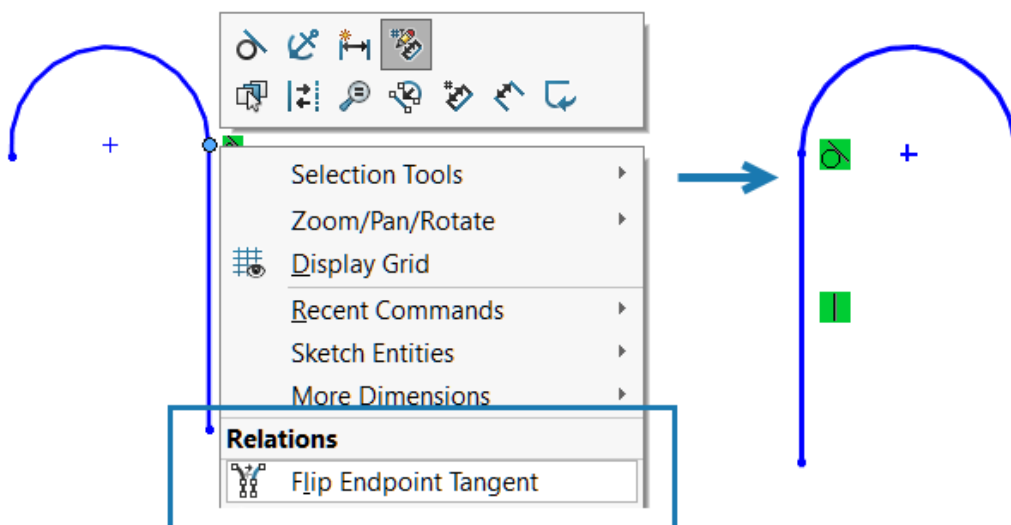 Selection Tools
Zoom/Pan/Rotate
Display Grid
Recent Commands
Sketch Entities
More Dimensions
Relations
Flip Endpoint Tangent